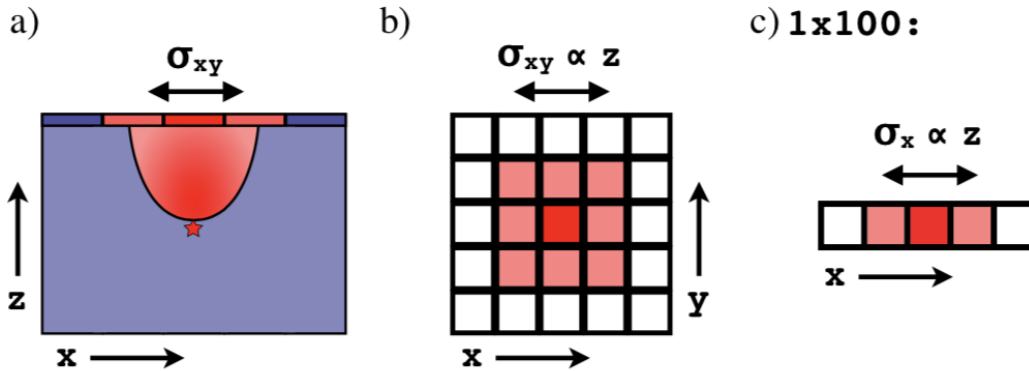 a)
σxy
z
x
b)
σxy ∝ z
y
x
c) 1x100:
σx ∝ z
x